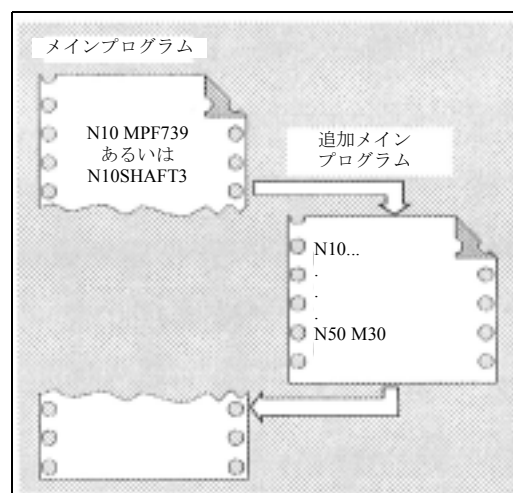 メインプログラム
N10 MPF739
あるいは
N10SHAFT3
追加メイン
プログラム
N10...
.
.
.
N50 M30